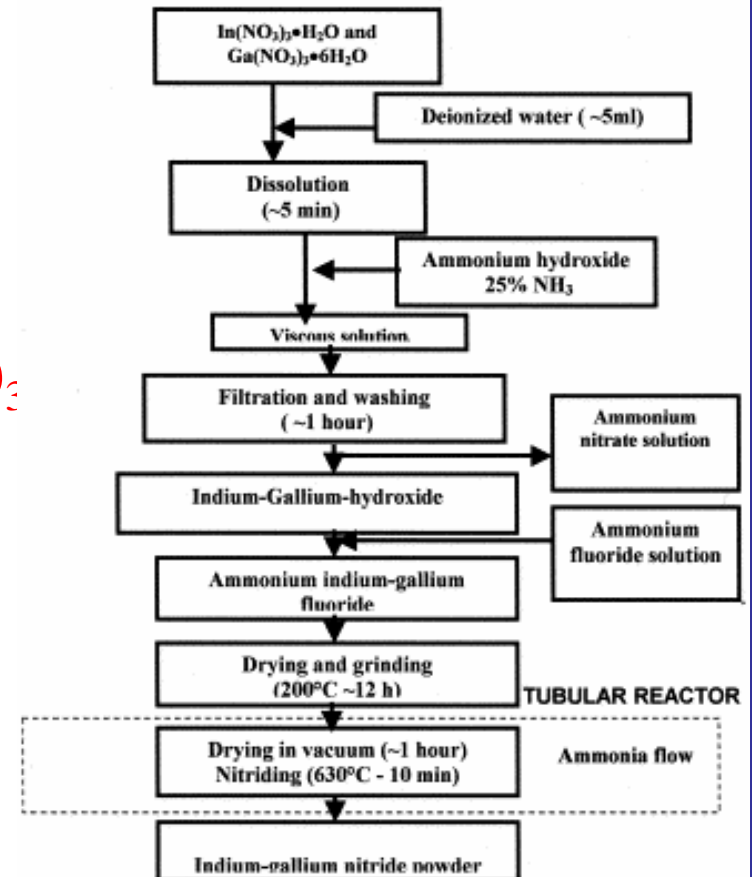 In(NO₃)₃•H₂O and
Ga(NO₃)₃•6H₂O
Deionized water ( ~5ml)
Dissolution
(~5 min)
Ammonium hydroxide
25% NH₃
Viscous solution
)₃
Filtration and washing
( ~1 hour)
Ammonium
nitrate solution
Indium-Gallium-hydroxide
Ammonium
fluoride solution
Ammonium indium-gallium
fluoride
Drying and grinding
(200°C ~12 h)
TUBULAR REACTOR
Drying in vacuum (~1 hour)
Nitriding (630°C - 10 min)
Ammonia flow
Indium-gallium nitride powder